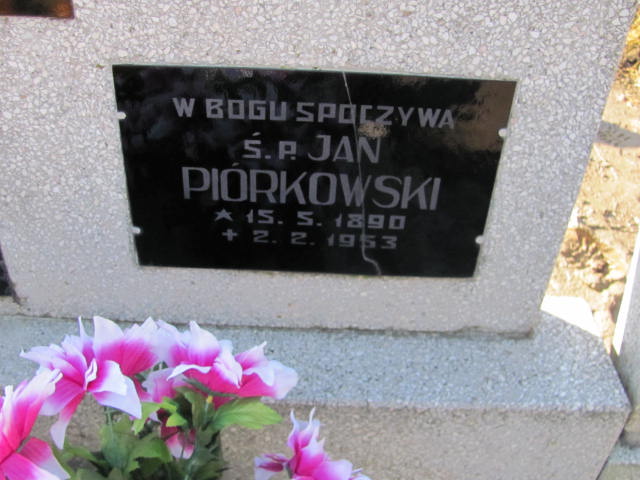 W BOGU SPOCZYWA
Ś.P. JAN
PIÓRKOWSKI
★ 15. 5. 1890
+ 2. 2. 1953